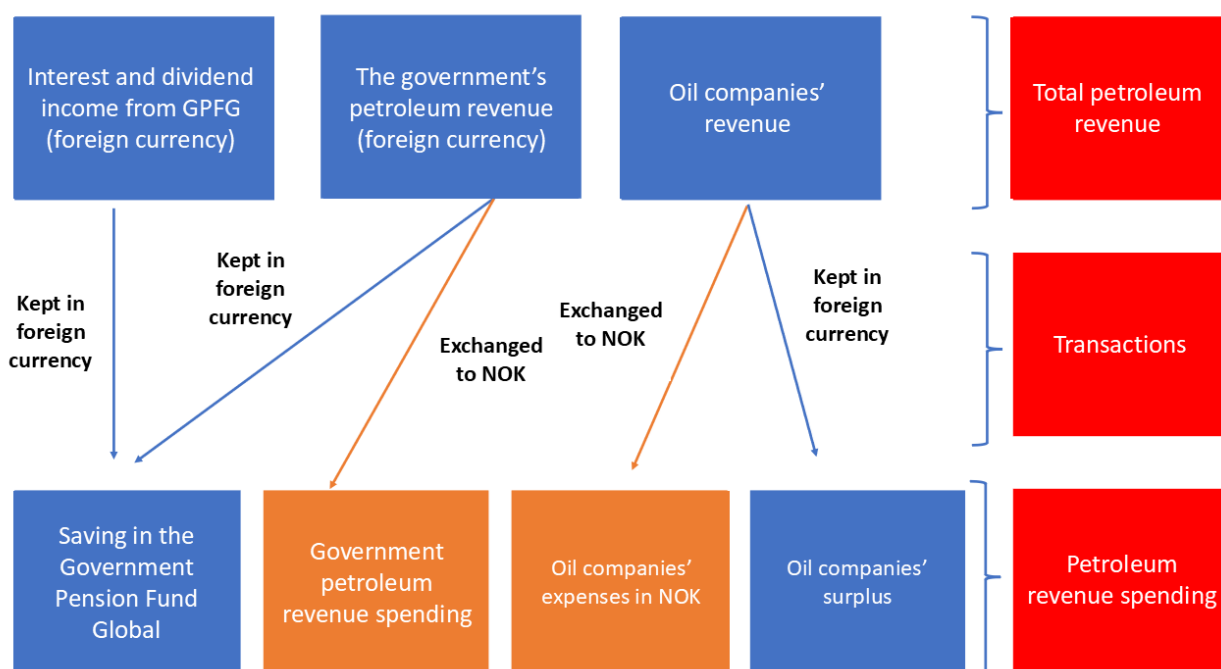 Interest and dividend
income from GPFG
(foreign currency)
The government’s
petroleum revenue
(foreign currency)
Oil companies’
revenue
Total petroleum
revenue
Kept in
foreign
currency
Kept in
foreign
currency
Exchanged
to NOK
Exchanged
to NOK
Kept in
foreign
currency
Transactions
Saving in the
Government
Pension Fund
Global
Government
petroleum
revenue spending
Oil companies’
expenses in NOK
Oil companies’
surplus
Petroleum
revenue spending